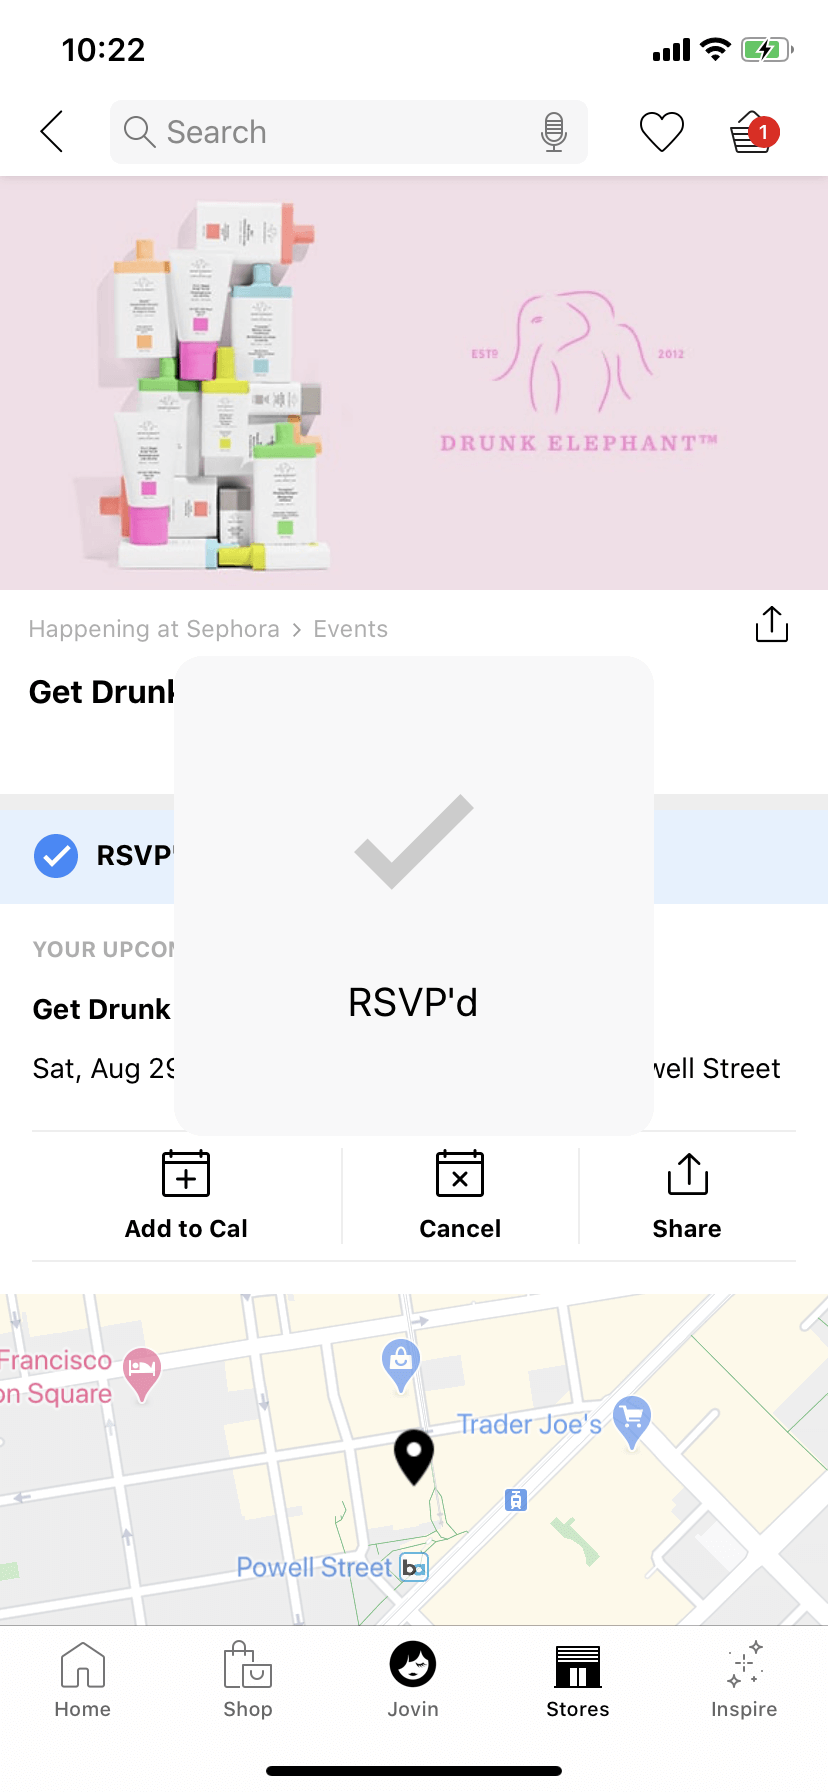 10:22
Search
1
ESTD 2012
DRUNK ELEPHANT™
Happening at Sephora > Events
Get Drunk
RSVP'
RSVP'd
YOUR UPCOM
Get Drunk
Sat, Aug 29
well Street
Add to Cal
Cancel
Share
Francisco
on Square
Trader Joe's
Powell Street
ba
Home
Shop
Jovin
Stores
Inspire